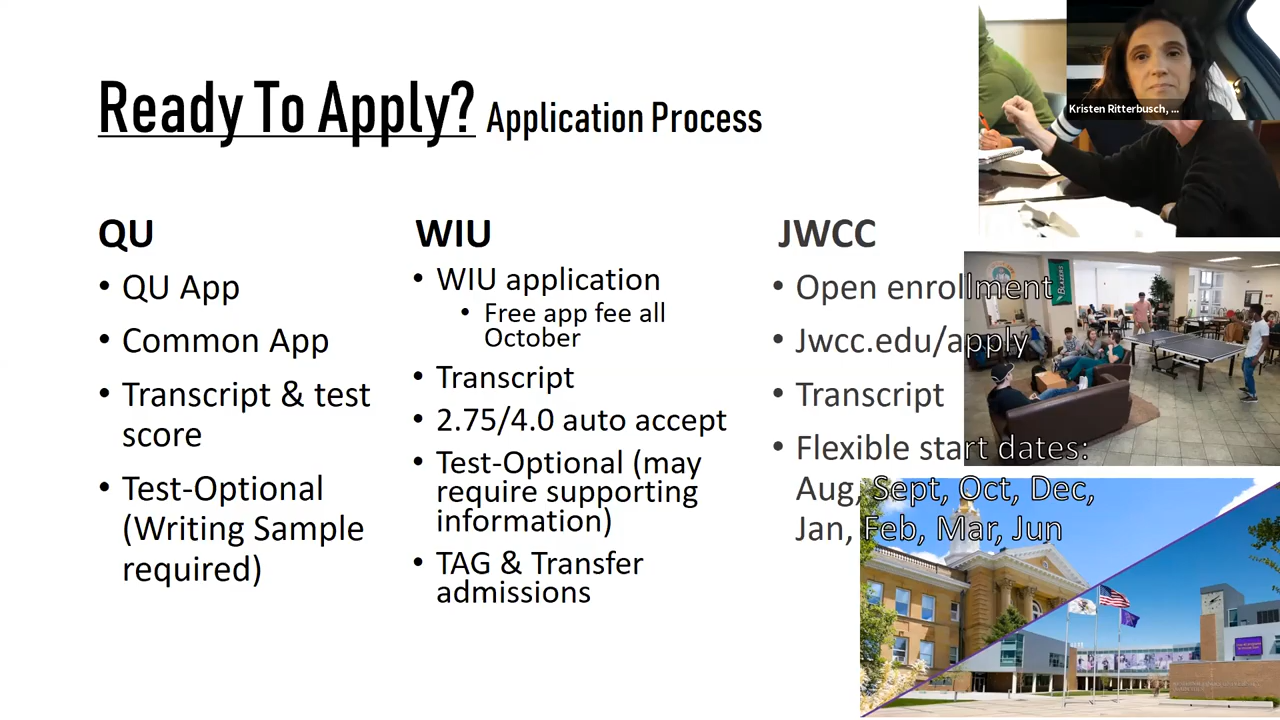 Ready To Apply? Application Process
Kristen Ritterbusch, ...
QU
• QU App
• Common App
• Transcript & test
score
• Test-Optional
(Writing Sample
required)
WIU
• WIU application
• Free app fee all
October
• Transcript
• 2.75/4.0 auto accept
• Test-Optional (may
require supporting
information)
• TAG & Transfer
admissions
JWCC
• Open enrollment
• Jwcc.edu/apply
• Transcript
• Flexible start dates:
Aug, Sept, Oct, Dec,
Jan, Feb, Mar, Jun
BLAZERS